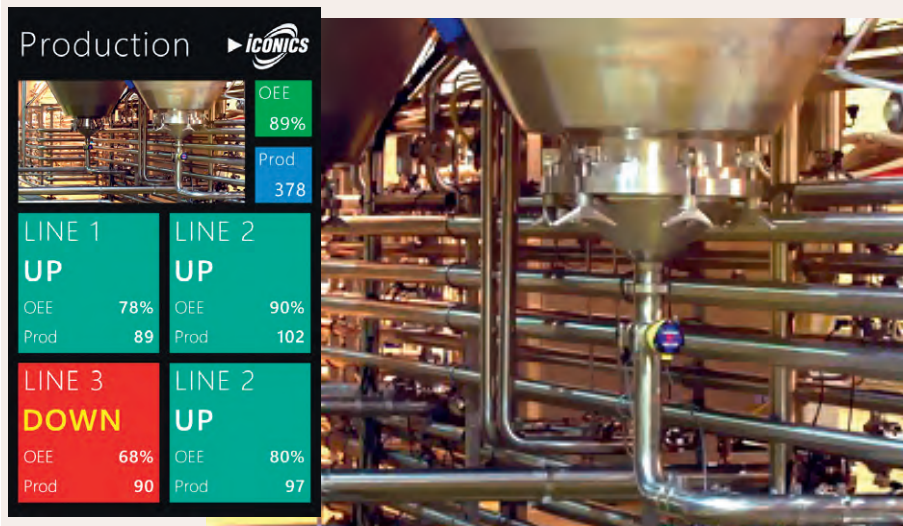 Production
ICONICS
OEE
89%
Prod
378
LINE 1
UP
OEE 78%
Prod 89
LINE 2
UP
OEE 90%
Prod 102
LINE 3
DOWN
OEE 68%
Prod 90
LINE 2
UP
OEE 80%
Prod 97